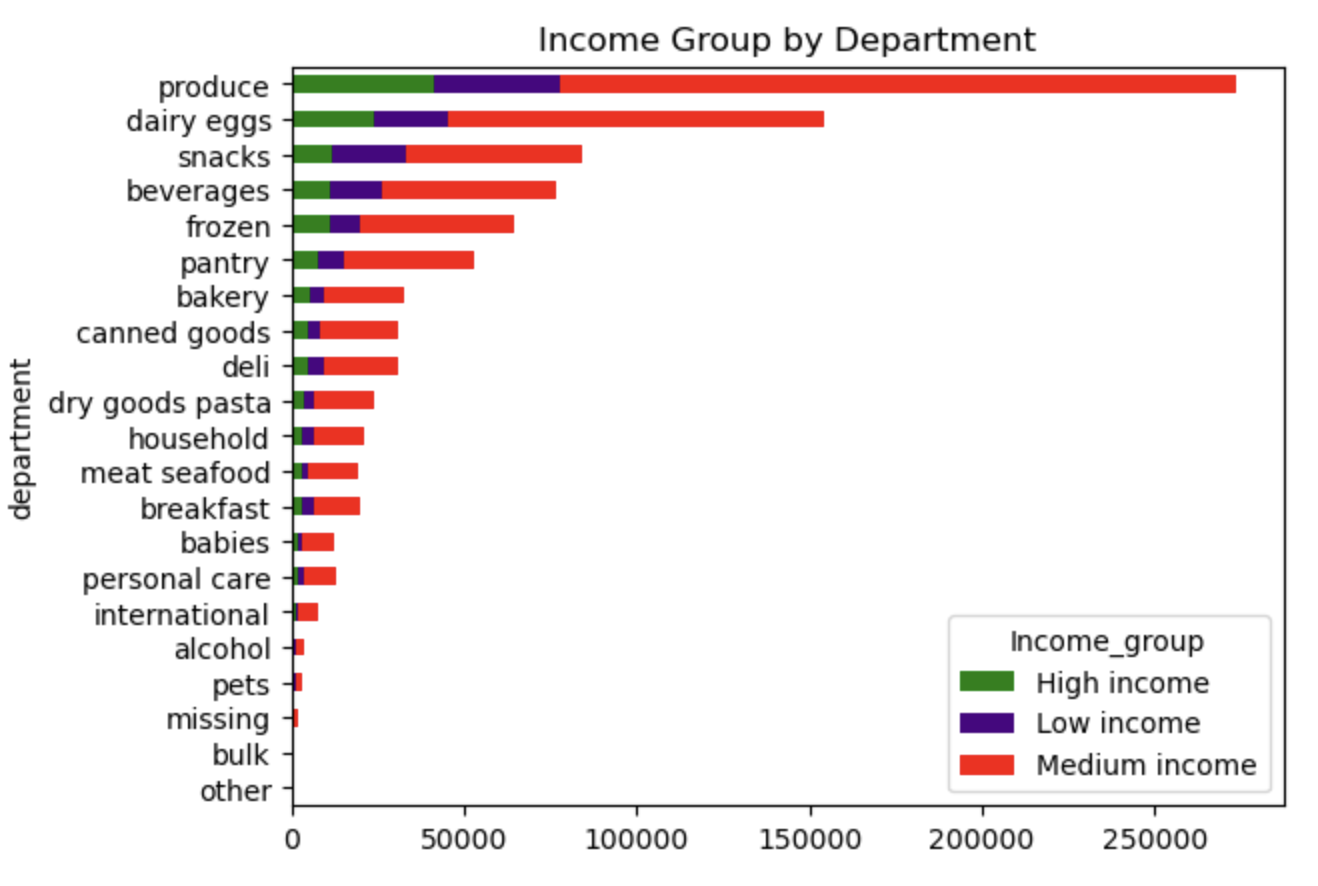 Income Group by Department
produce
dairy eggs
snacks
beverages
frozen
pantry
bakery
canned goods
deli
dry goods pasta
household
meat seafood
breakfast
babies
personal care
international
alcohol
pets
missing
bulk
other
department
Income_group
High income
Low income
Medium income
0 50000 100000 150000 200000 250000